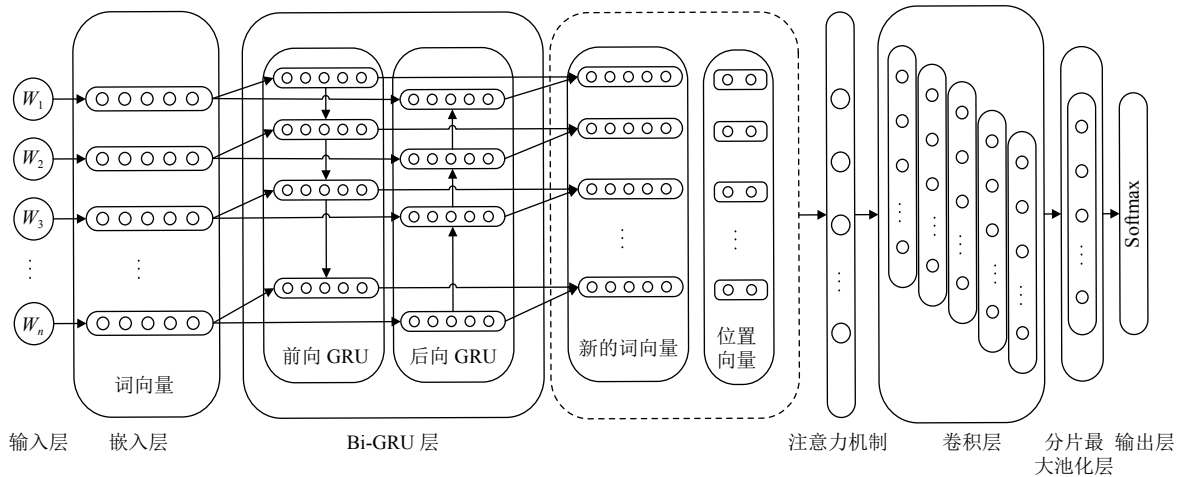 W1
W2
W3
Wn
词向量
前向 GRU
后向 GRU
新的词向量
位置
向量
Softmax
输入层
嵌入层
Bi-GRU 层
注意力机制
卷积层
分片最
大池化层
输出层